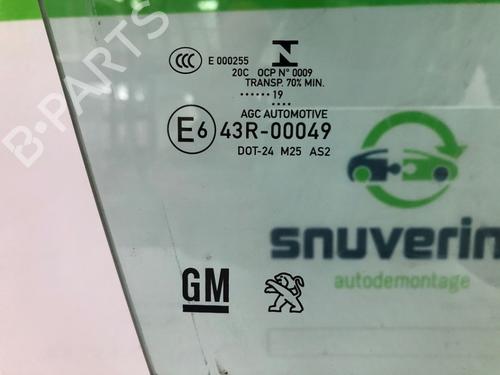 CCC E 000255 N
20C OCP N° 0009
TRANSP. 70% MIN.
...... 19 ....
AGC AUTOMOTIVE
E6 43R-00049
DOT-24 M25 AS2
snuverin
autodemontage
GM
B-PARTS